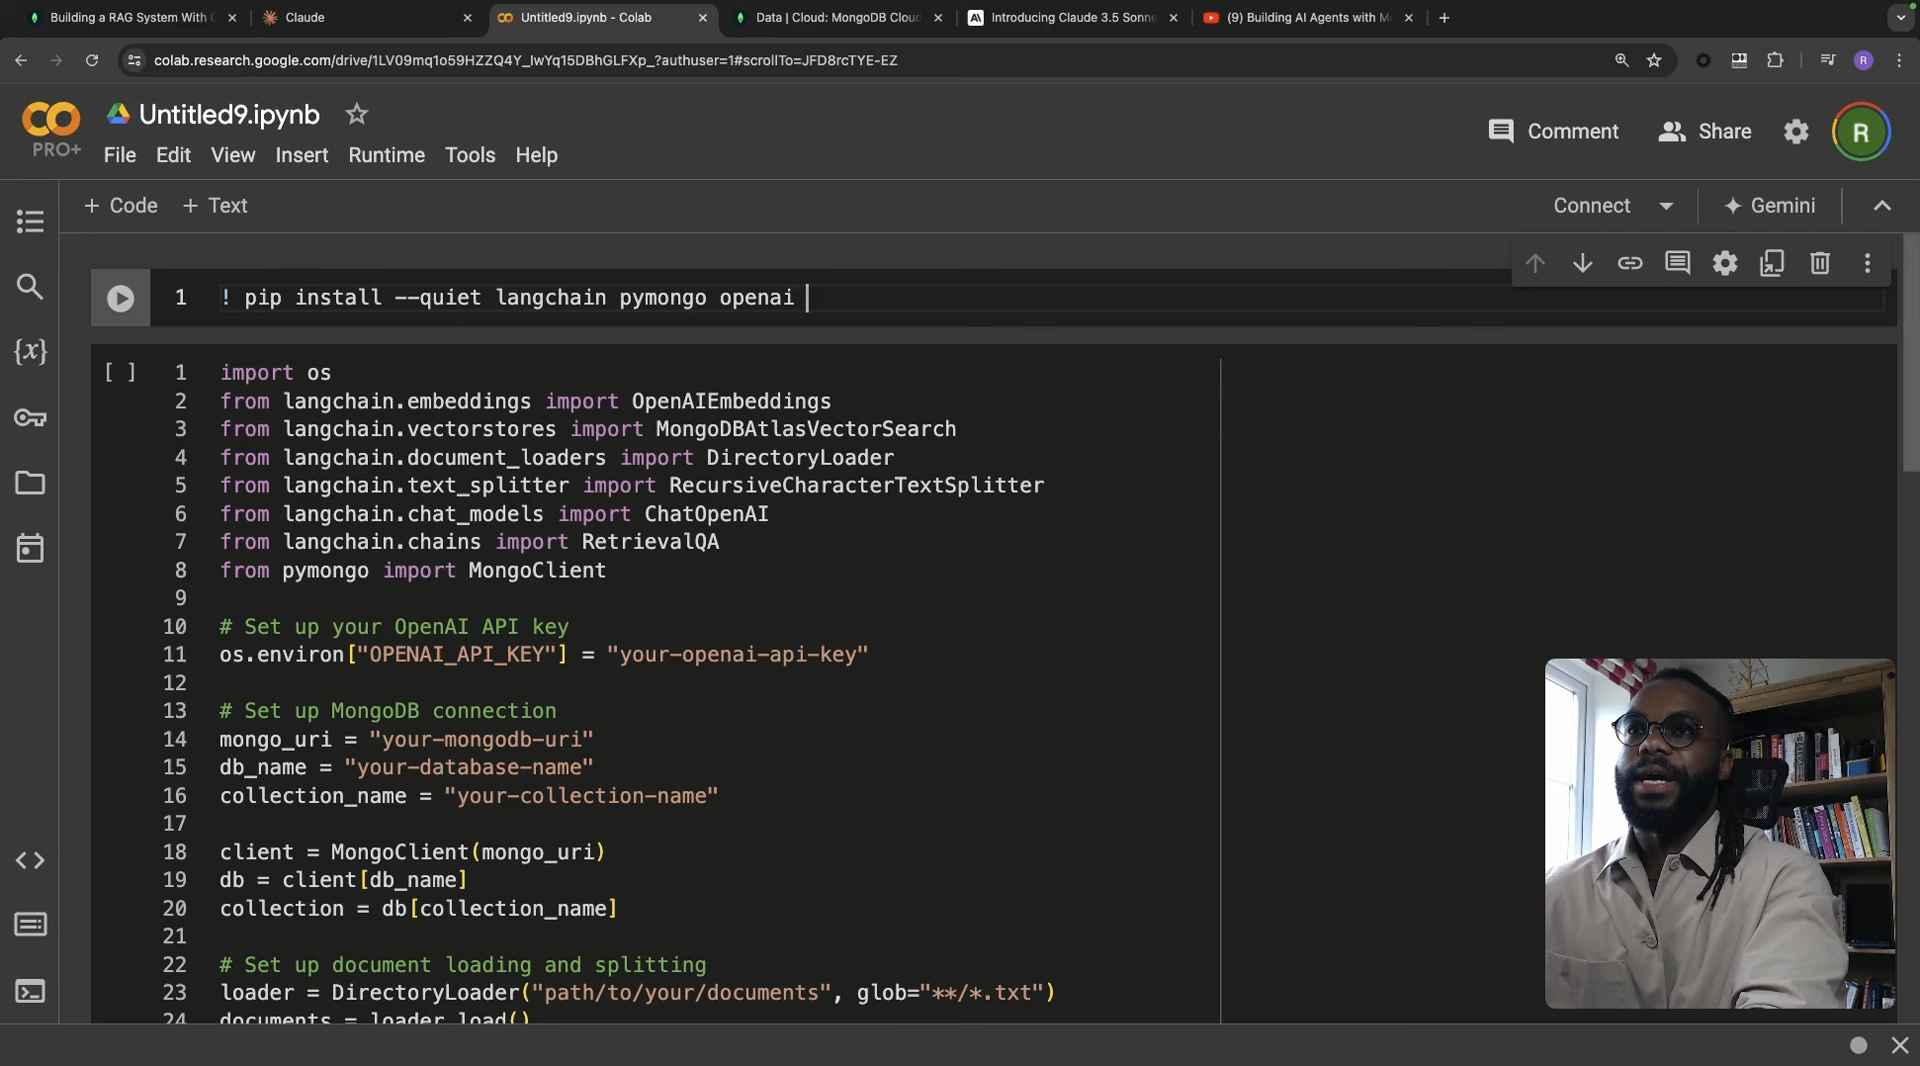 Building a RAG System With G
Claude
Untitled9.ipynb - Colab
Data | Cloud: MongoDB Cloud
Introducing Claude 3.5 Sonne
(9) Building AI Agents with M
colab.research.google.com/drive/1LV09mq1o59HZZQ4Y_IwYq15DBhGLFXp_?authuser=1#scrollTo=JFD8rcTYE-EZ
R
PRO+
Untitled9.ipynb
File Edit View Insert Runtime Tools Help
Comment
Share
R
+ Code + Text
Connect
Gemini
1 ! pip install --quiet langchain pymongo openai
[ ]
1 import os
2 from langchain.embeddings import OpenAIEmbeddings
3 from langchain.vectorstores import MongoDBAtlasVectorSearch
4 from langchain.document_loaders import DirectoryLoader
5 from langchain.text_splitter import RecursiveCharacterTextSplitter
6 from langchain.chat_models import ChatOpenAI
7 from langchain.chains import RetrievalQA
8 from pymongo import MongoClient
9
10 # Set up your OpenAI API key
11 os.environ["OPENAI_API_KEY"] = "your-openai-api-key"
12
13 # Set up MongoDB connection
14 mongo_uri = "your-mongodb-uri"
15 db_name = "your-database-name"
16 collection_name = "your-collection-name"
17
18 client = MongoClient(mongo_uri)
19 db = client[db_name]
20 collection = db[collection_name]
21
22 # Set up document loading and splitting
23 loader = DirectoryLoader("path/to/your/documents", glob="**/*.txt")
24 documents = loader.load()